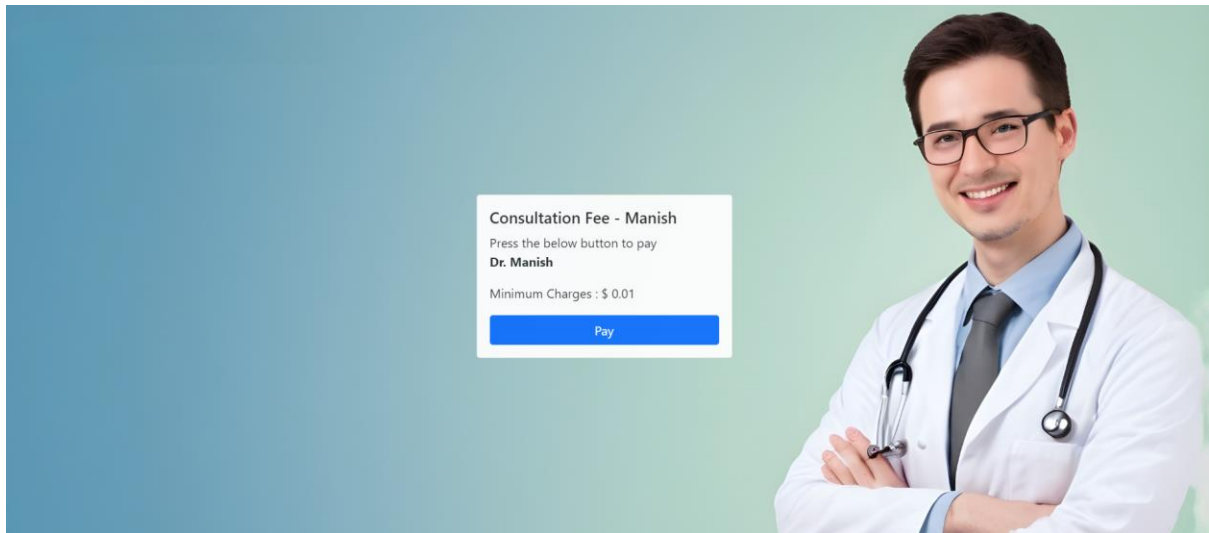 Consultation Fee - Manish
Press the below button to pay
Dr. Manish
Minimum Charges : $ 0.01
Pay